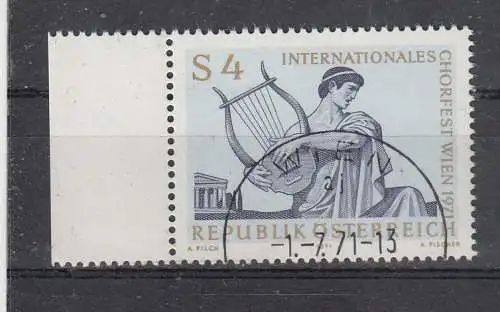 S 4
INTERNATIONALES
CHORFEST WIEN 1971
REPUBLIK ÖSTERREICH
A. PILCH
A. FISCHER
-1.-7.71-13